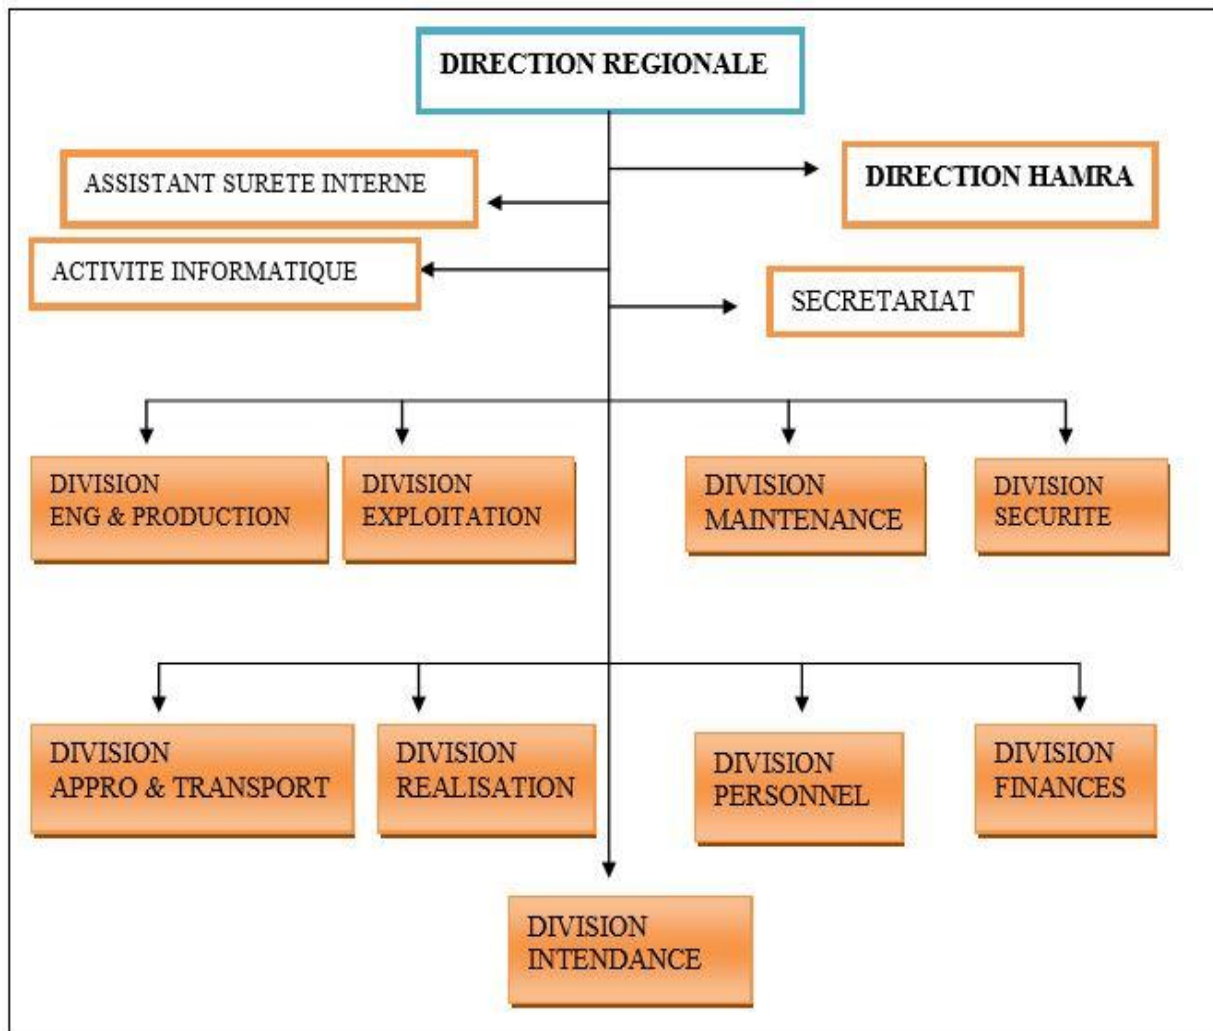 DIRECTION REGIONALE
ASSISTANT SURETE INTERNE
DIRECTION HAMRA
ACTIVITE INFORMATIQUE
SECRETARIAT
DIVISION
ENG & PRODUCTION
DIVISION
EXPLOITATION
DIVISION
MAINTENANCE
DIVISION
SECURITE
DIVISION
APPRO & TRANSPORT
DIVISION
REALISATION
DIVISION
PERSONNEL
DIVISION
FINANCES
DIVISION
INTENDANCE